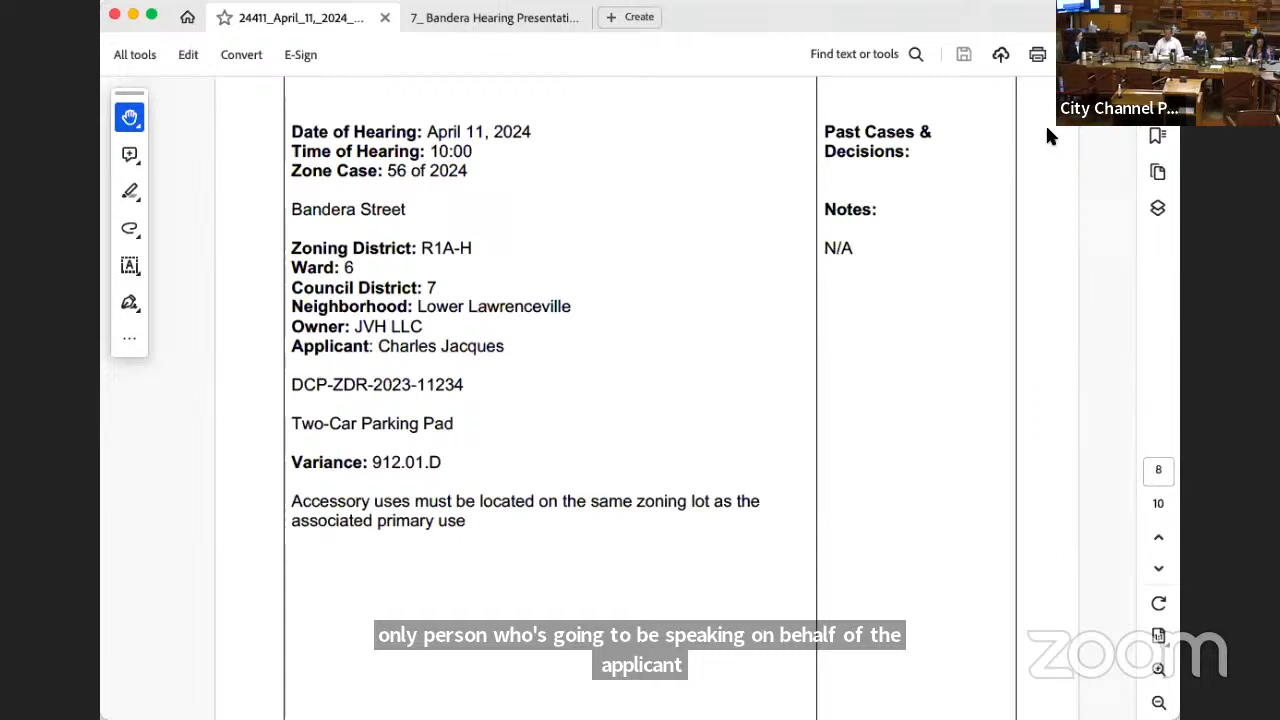 24411_April_11,_2024_...
7_ Bandera Hearing Presentati...
Create
All tools
Edit
Convert
E-Sign
Find text or tools
City Channel P...
Date of Hearing: April 11, 2024
Time of Hearing: 10:00
Zone Case: 56 of 2024
Bandera Street
Zoning District: R1A-H
Ward: 6
Council District: 7
Neighborhood: Lower Lawrenceville
Owner: JVH LLC
Applicant: Charles Jacques
DCP-ZDR-2023-11234
Two-Car Parking Pad
Variance: 912.01.D
Accessory uses must be located on the same zoning lot as the
associated primary use
Past Cases &
Decisions:
Notes:
N/A
8
10
only person who's going to be speaking on behalf of the
applicant
zoom